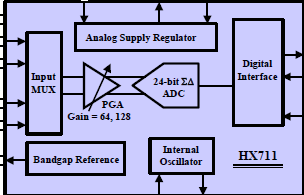 Analog Supply Regulator
Input
MUX
PGA
Gain = 64, 128
24-bit ΣΔ
ADC
Digital
Interface
Bandgap Reference
Internal
Oscillator
HX711